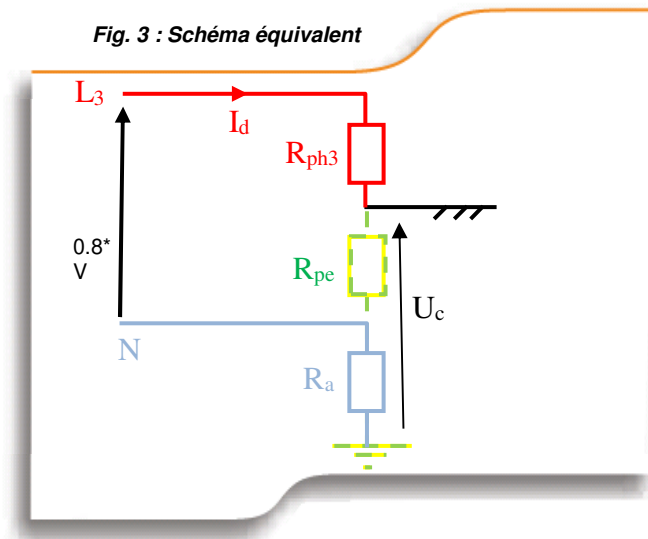 Fig. 3 : Schéma équivalent
L3
Id
Rph3
0.8*
V
Rpe
Uc
N
Ra